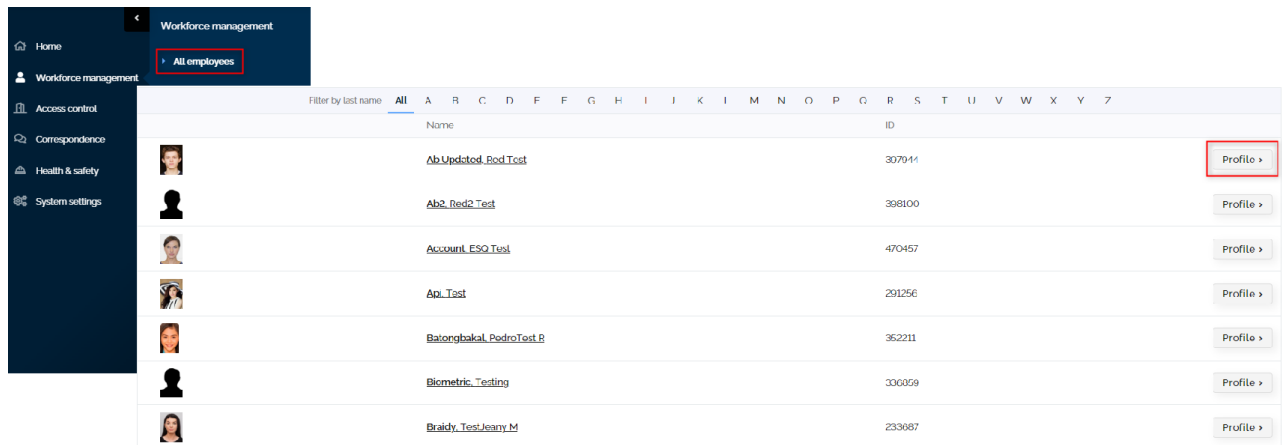 Workforce management
Home
All employees
Workforce management
Access control
Correspondence
Health & safety
System settings
Filter by last name All A B C D E F G H I J K L M N O P Q R S T U V W X Y Z
Name ID
Ab Updated, Red Test 397944 Profile ›
Ab2, Red2 Test 398100 Profile ›
Account, ESQ Test 470457 Profile ›
Api, Test 291256 Profile ›
Batongbakal, PedroTest R 352211 Profile ›
Biometric, Testing Profile ›
Braidy, TestJeany M 233687 Profile ›